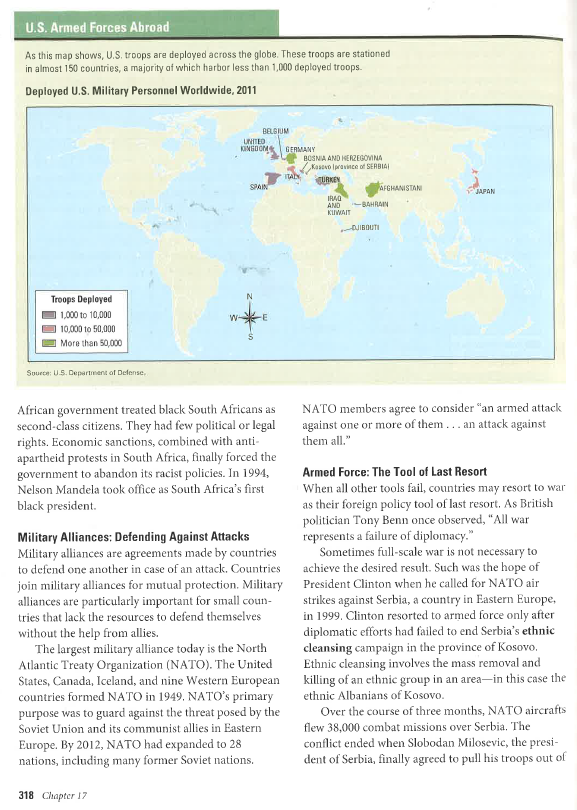 U.S. Armed Forces Abroad
As this map shows, U.S. troops are deployed across the globe. These troops are stationed
in almost 150 countries, a majority of which harbor less than 1,000 deployed troops.
Deployed U.S. Military Personnel Worldwide, 2011
BELGIUM
UNITED
KINGDOM
GERMANY
BOSNIA AND HERZEGOVINA
Kosovo (province of SERBIA)
ITALY
TURKEY
SPAIN
AFGHANISTAN
JAPAN
IRAQ
AND
KUWAIT
BAHRAIN
DJIBOUTI
Troops Deployed
1,000 to 10,000
10,000 to 50,000
More than 50,000
N
W
E
S
Source: U.S. Department of Defense.
African government treated black South Africans as
second-class citizens. They had few political or legal
rights. Economic sanctions, combined with anti-
apartheid protests in South Africa, finally forced the
government to abandon its racist policies. In 1994,
Nelson Mandela took office as South Africa's first
black president.
Military Alliances: Defending Against Attacks
Military alliances are agreements made by countries
to defend one another in case of an attack. Countries
join military alliances for mutual protection. Military
alliances are particularly important for small coun-
tries that lack the resources to defend themselves
without the help from allies.
The largest military alliance today is the North
Atlantic Treaty Organization (NATO). The United
States, Canada, Iceland, and nine Western European
countries formed NATO in 1949. NATO's primary
purpose was to guard against the threat posed by the
Soviet Union and its communist allies in Eastern
Europe. By 2012, NATO had expanded to 28
nations, including many former Soviet nations.
NATO members agree to consider "an armed attack
against one or more of them . . . an attack against
them all."
Armed Force: The Tool of Last Resort
When all other tools fail, countries may resort to war
as their foreign policy tool of last resort. As British
politician Tony Benn once observed, "All war
represents a failure of diplomacy."
Sometimes full-scale war is not necessary to
achieve the desired result. Such was the hope of
President Clinton when he called for NATO air
strikes against Serbia, a country in Eastern Europe,
in 1999. Clinton resorted to armed force only after
diplomatic efforts had failed to end Serbia's ethnic
cleansing campaign in the province of Kosovo.
Ethnic cleansing involves the mass removal and
killing of an ethnic group in an area—in this case the
ethnic Albanians of Kosovo.
Over the course of three months, NATO aircrafts
flew 38,000 combat missions over Serbia. The
conflict ended when Slobodan Milosevic, the presi-
dent of Serbia, finally agreed to pull his troops out of
318 Chapter 17